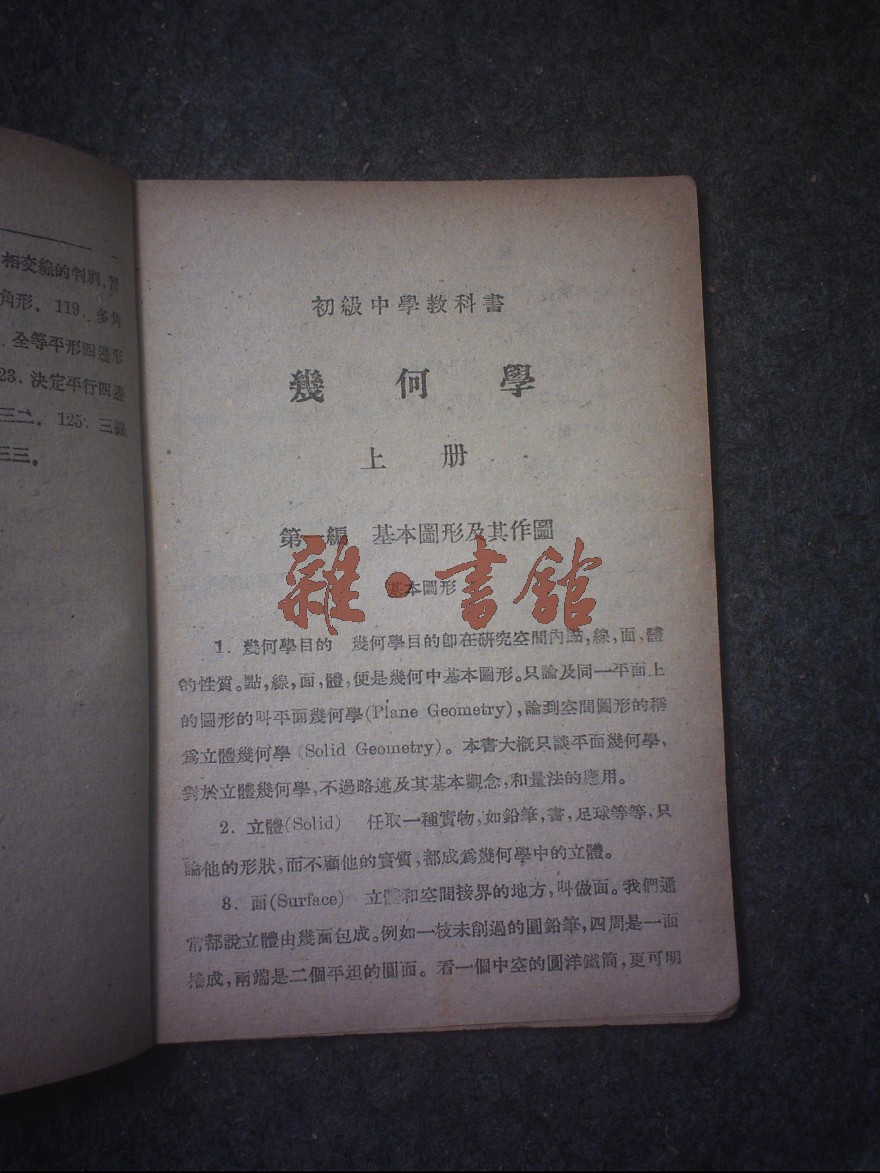 相交線的判別.習
角形. 119. 多角
. 全等平形四邊形
23. 決定平行四邊
三二. 125. 三線
三三.
初級中學教科書
幾何學
上册
第一編 基本圖形及其作圖
基本圖形
雜·書館
1. 幾何學目的 幾何學目的卽在研究空間內點,線,面,體
的性質。點,線,面,體,便是幾何中基本圖形。只論及同一平面上
的圖形的叫平面幾何學(Plane Geometry),論到空間圖形的稱
爲立體幾何學(Solid Geometry)。本書大槪只談平面幾何學,
對於立體幾何學,不過略述及其基本觀念,和量法的應用。
2. 立體(Solid) 任取一種實物,如鉛筆,書,足球等等,只
論他的形狀,而不顧他的實質,都成爲幾何學中的立體。
3. 面(Surface) 立體和空間接界的地方,叫做面。我們通
常都說立體由幾面包成。例如一枝未削過的圓鉛筆,四周是一面
捲成,兩端是二個平坦的圓面。看一個中空的圓洋鐵筒,更可明